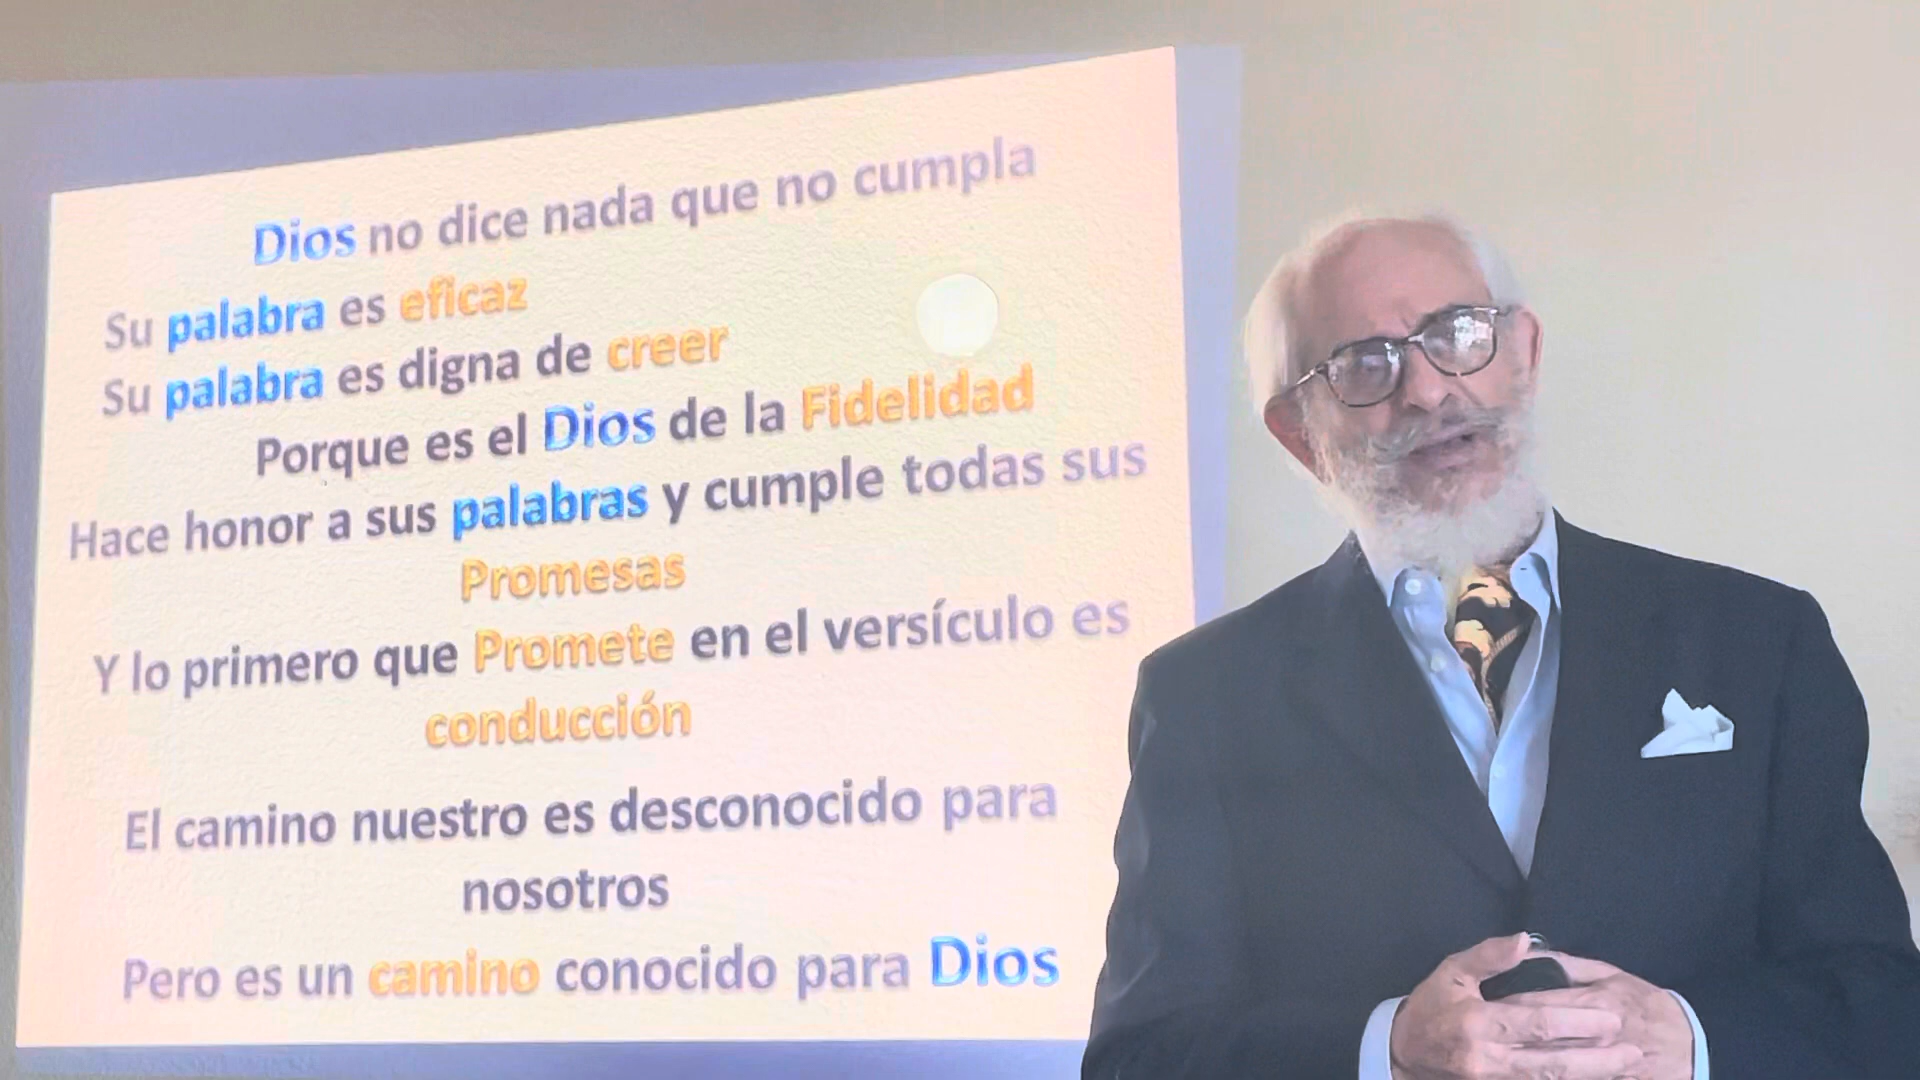 Dios no dice nada que no cumpla
Su palabra es eficaz
Su palabra es digna de creer
Porque es el Dios de la Fidelidad
Hace honor a sus palabras y cumple todas sus
Promesas
Y lo primero que Promete en el versículo es
conducción
El camino nuestro es desconocido para
nosotros
Pero es un camino conocido para Dios